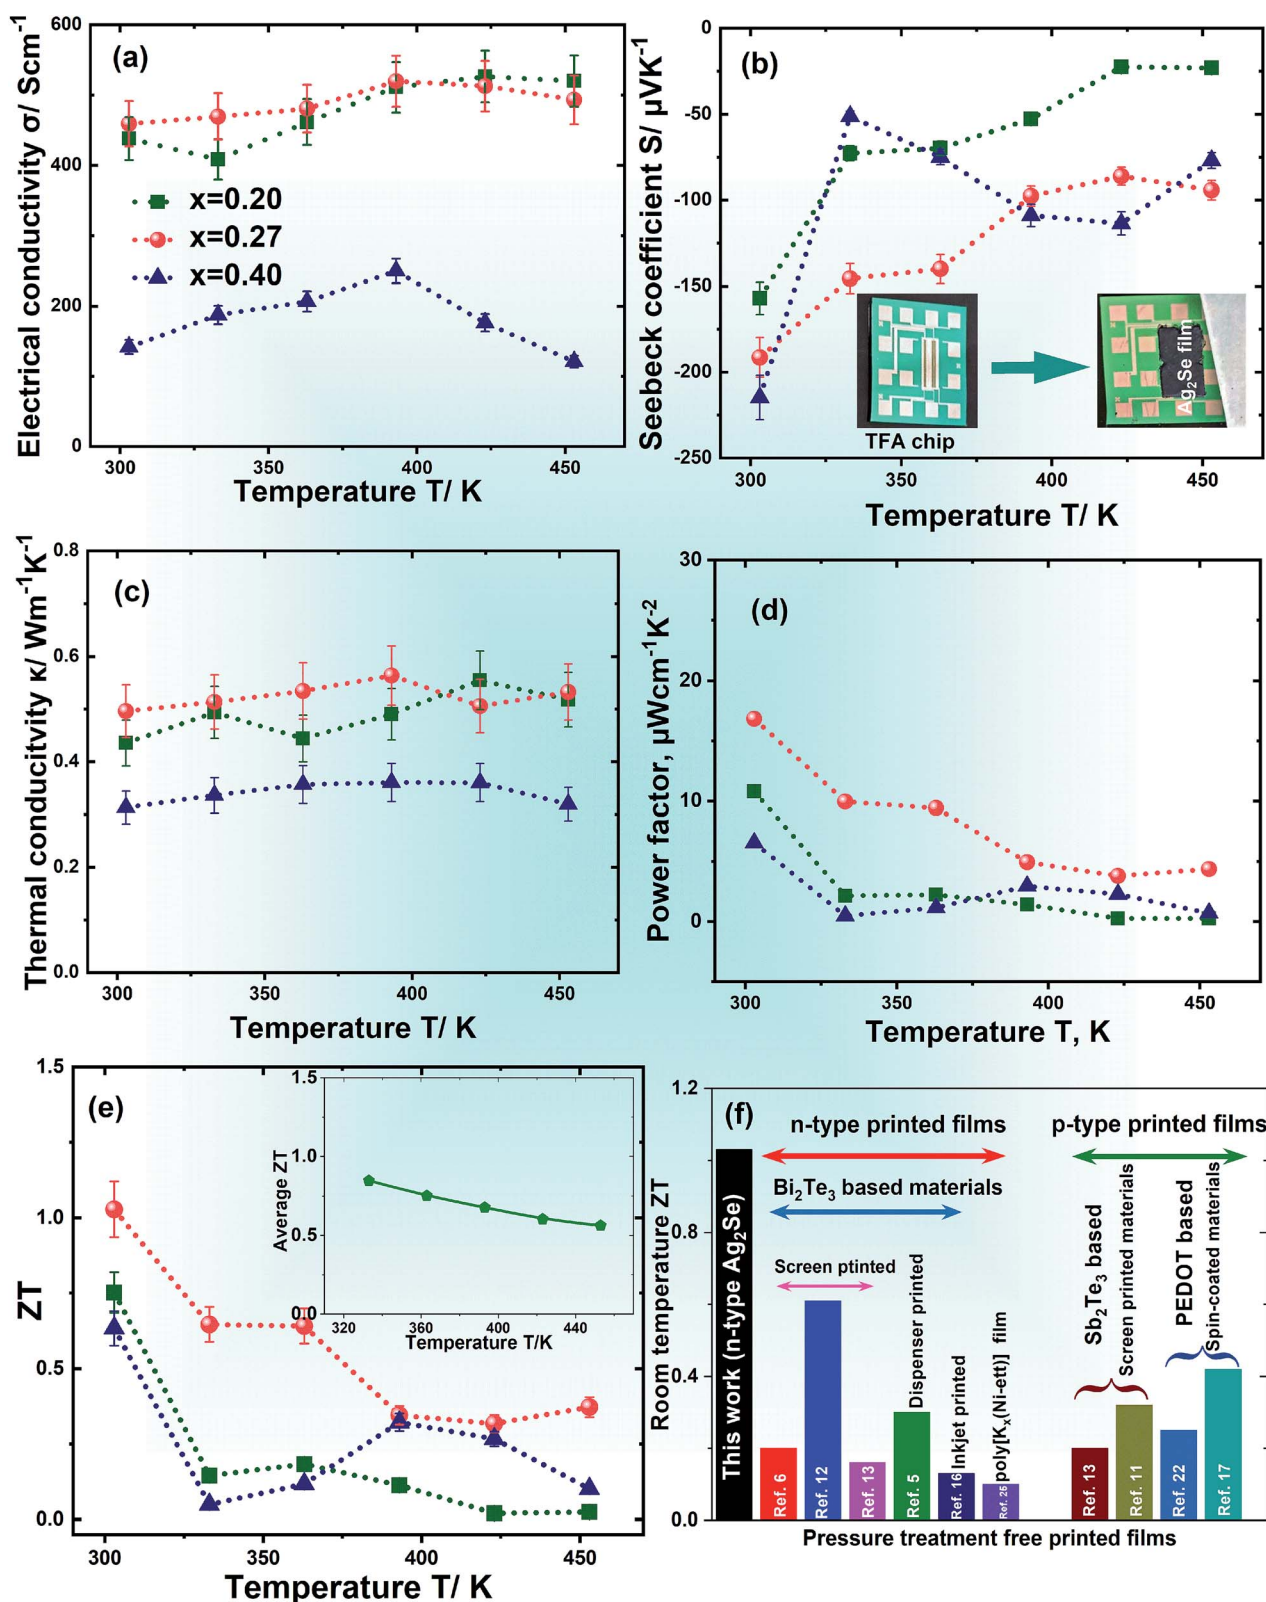 (a)
Electrical conductivity σ/ Scm⁻¹
600
400
200
0
x=0.20
x=0.27
x=0.40
300
350
400
450
Temperature T/ K
(b)
Seebeck coefficient S/ μVK⁻¹
0
-50
-100
-150
-200
-250
TFA chip
Ag₂Se film
300
350
400
450
Temperature T/ K
(c)
Thermal conducitvity κ/ Wm⁻¹K⁻¹
0.8
0.6
0.4
0.2
0.0
300
350
400
450
Temperature T/ K
(d)
Power factor, μWcm⁻¹K⁻²
30
20
10
0
300
350
400
450
Temperature T, K
(e)
ZT
1.5
1.0
0.5
0.0
300
350
400
450
Temperature T/ K
Average ZT
1.5
1.0
0.5
0.0
320
360
400
440
Temperature T/K
(f)
Room temperature ZT
1.2
0.8
0.4
0.0
n-type printed films
p-type printed films
Bi₂Te₃ based materials
Screen ptinted
This work (n-type Ag₂Se)
Ref. 6
Ref. 12
Ref. 13
Ref. 5
Dispenser printed
Ref. 16
Inkjet printed
Ref. 26
poly[Kₓ(Ni-ett)] film
Sb₂Te₃ based
Screen printed materials
Ref. 13
Ref. 11
PEDOT based
Spin-coated materials
Ref. 22
Ref. 17
Pressure treatment free printed films